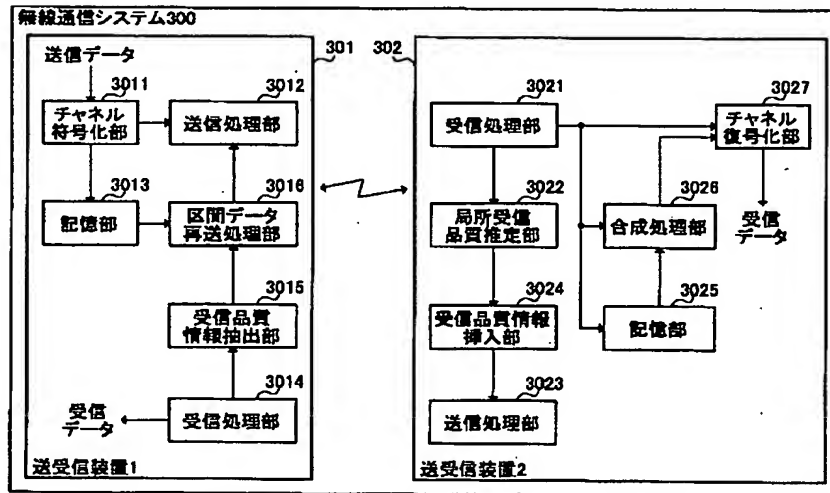 無線通信システム300
送信データ
301
302
3011
チャネル
符号化部
3012
送信処理部
3013
記憶部
3016
区間データ
再送処理部
3015
受信品質
情報抽出部
3014
受信処理部
受信
データ
送受信装置1
3021
受信処理部
3027
チャネル
復号化部
3022
局所受信
品質推定部
3026
合成処理部
受信
データ
3024
受信品質情報
挿入部
3025
記憶部
3023
送信処理部
送受信装置2